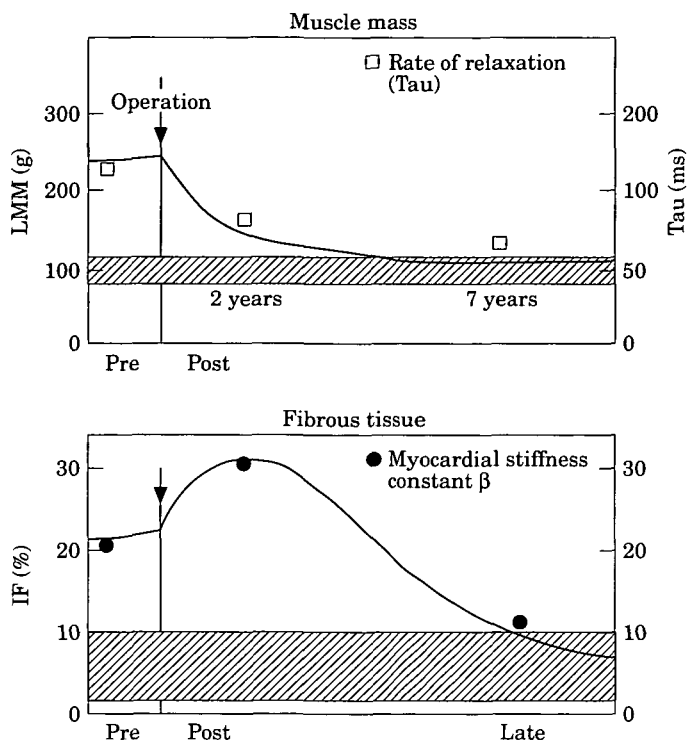 Muscle mass
Rate of relaxation
(Tau)
Operation
300
200
100
0
LMM (g)
200
100
50
0
Tau (ms)
2 years
7 years
Pre
Post
Fibrous tissue
Myocardial stiffness
constant β
30
20
10
0
IF (%)
30
20
10
0
Pre
Post
Late